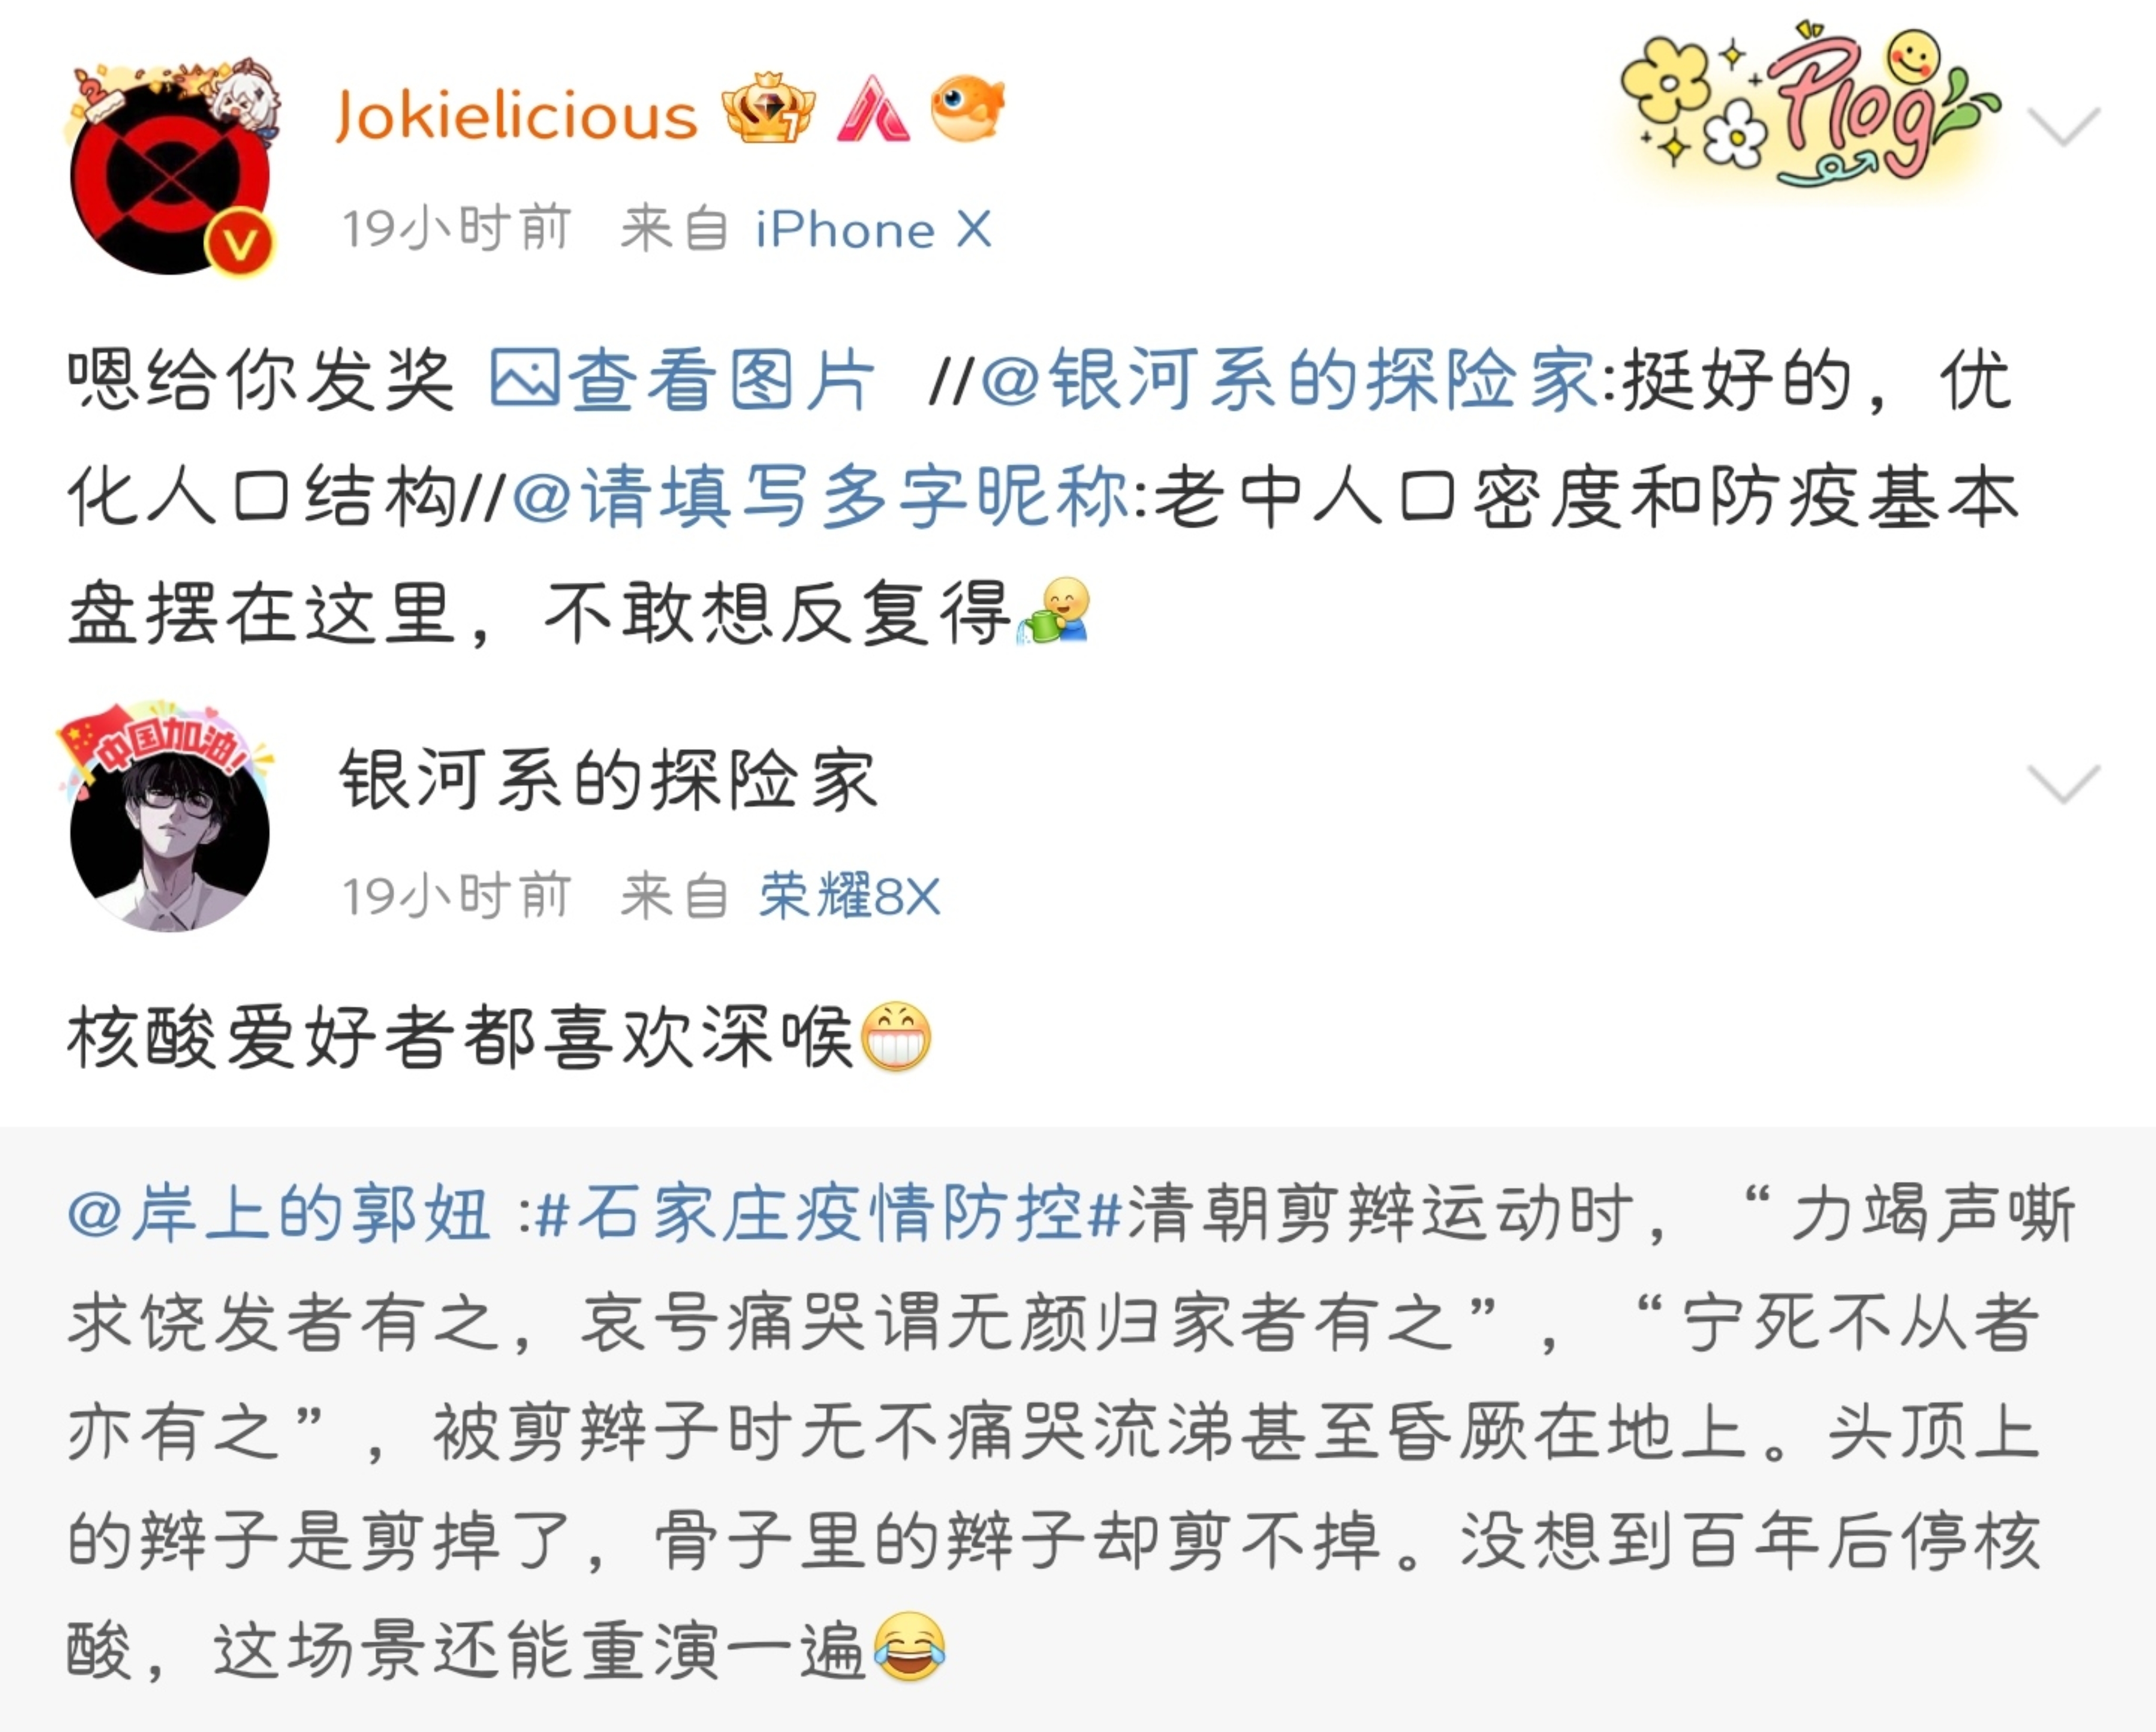 Jokielicious
Plog
19小时前 来自 iPhone X
嗯给你发奖 查看图片 //@银河系的探险家:挺好的，优
化人口结构//@请填写多字昵称:老中人口密度和防疫基本
盘摆在这里，不敢想反复得
中国加油!
银河系的探险家
19小时前 来自 荣耀8X
核酸爱好者都喜欢深喉
@岸上的郭妞 :#石家庄疫情防控#清朝剪辫运动时，“力竭声嘶
求饶发者有之，哀号痛哭谓无颜归家者有之”，“宁死不从者
亦有之”，被剪辫子时无不痛哭流涕甚至昏厥在地上。头顶上
的辫子是剪掉了，骨子里的辫子却剪不掉。没想到百年后停核
酸，这场景还能重演一遍